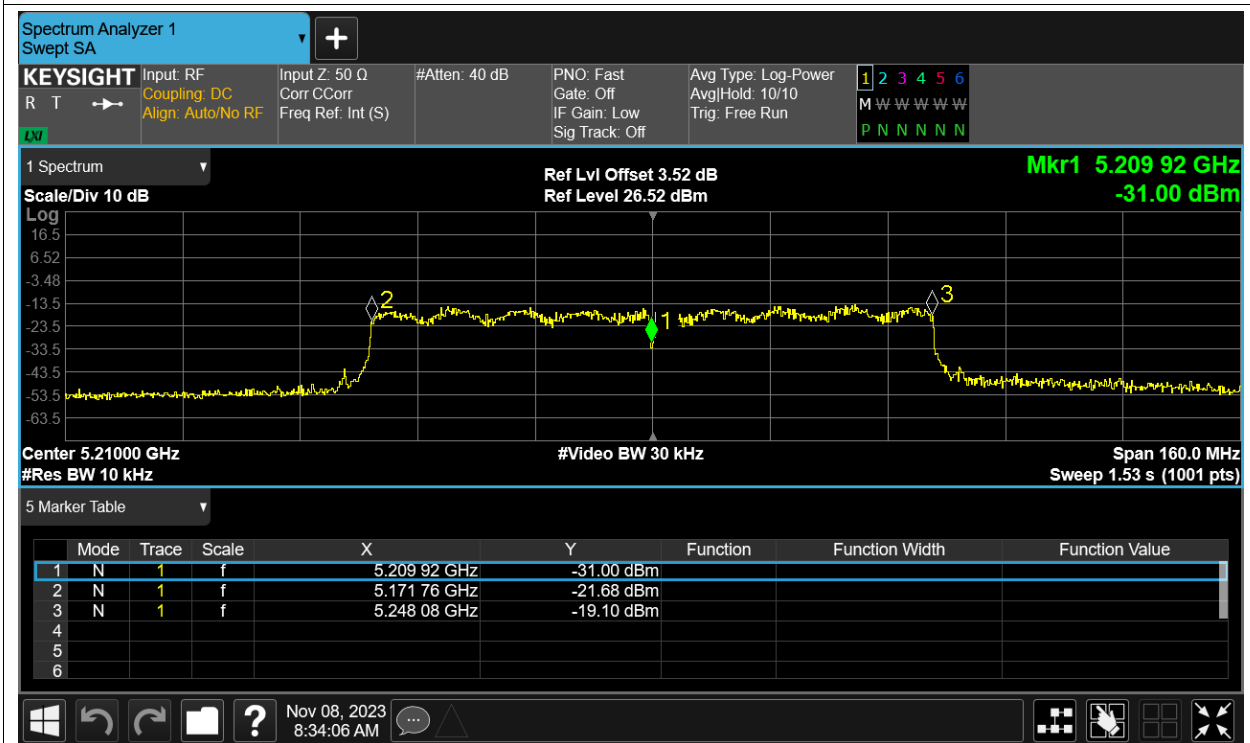 Spectrum Analyzer 1
Swept SA
KEYSIGHT
R T
LXI
Input: RF
Coupling: DC
Align: Auto/No RF
Input Z: 50 Ω
Corr CCorr
Freq Ref: Int (S)
#Atten: 40 dB
PNO: Fast
Gate: Off
IF Gain: Low
Sig Track: Off
Avg Type: Log-Power
Avg|Hold: 10/10
Trig: Free Run
1 2 3 4 5 6
M W W W W W
P N N N N N
1 Spectrum
Scale/Div 10 dB
Ref Lvl Offset 3.52 dB
Ref Level 26.52 dBm
Mkr1 5.209 92 GHz
-31.00 dBm
Log
16.5
6.52
-3.48
-13.5
-23.5
-33.5
-43.5
-53.5
-63.5
2
1
3
Center 5.21000 GHz
#Video BW 30 kHz
Span 160.0 MHz
#Res BW 10 kHz
Sweep 1.53 s (1001 pts)
5 Marker Table
Mode Trace Scale X Y Function Function Width Function Value
1 N 1 f 5.209 92 GHz -31.00 dBm
2 N 1 f 5.171 76 GHz -21.68 dBm
3 N 1 f 5.248 08 GHz -19.10 dBm
4
5
6
?
Nov 08, 2023
8:34:06 AM